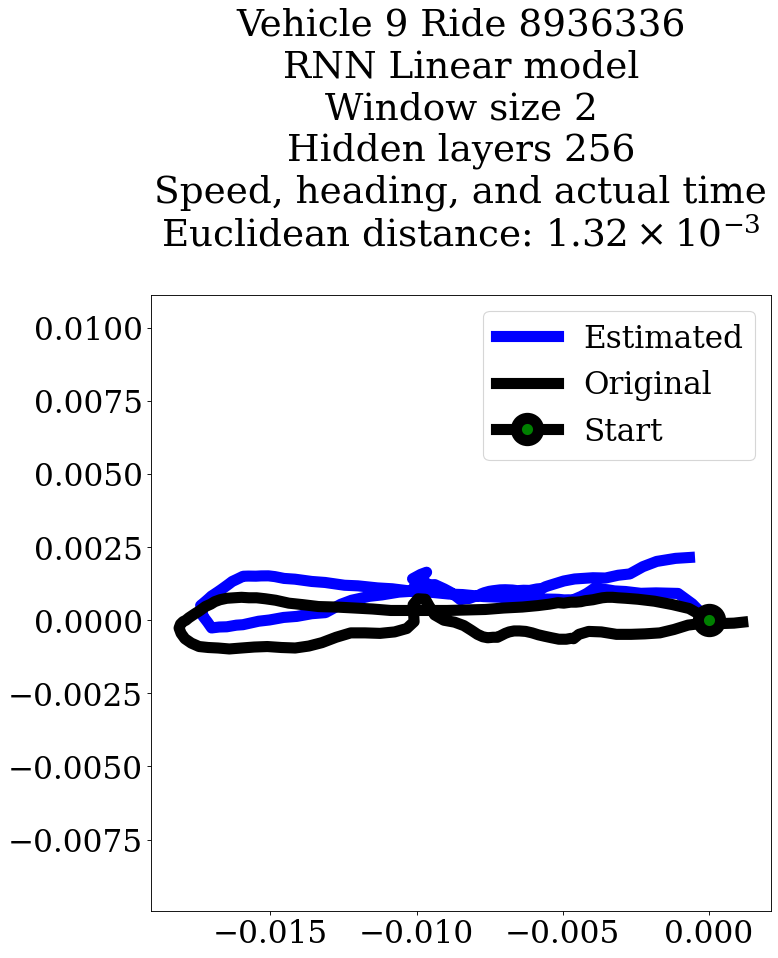 Vehicle 9 Ride 8936336
RNN Linear model
Window size 2
Hidden layers 256
Speed, heading, and actual time
Euclidean distance: 1.32 × 10⁻³
Estimated
Original
Start
0.0100
0.0075
0.0050
0.0025
0.0000
−0.0025
−0.0050
−0.0075
−0.015 −0.010 −0.005 0.000